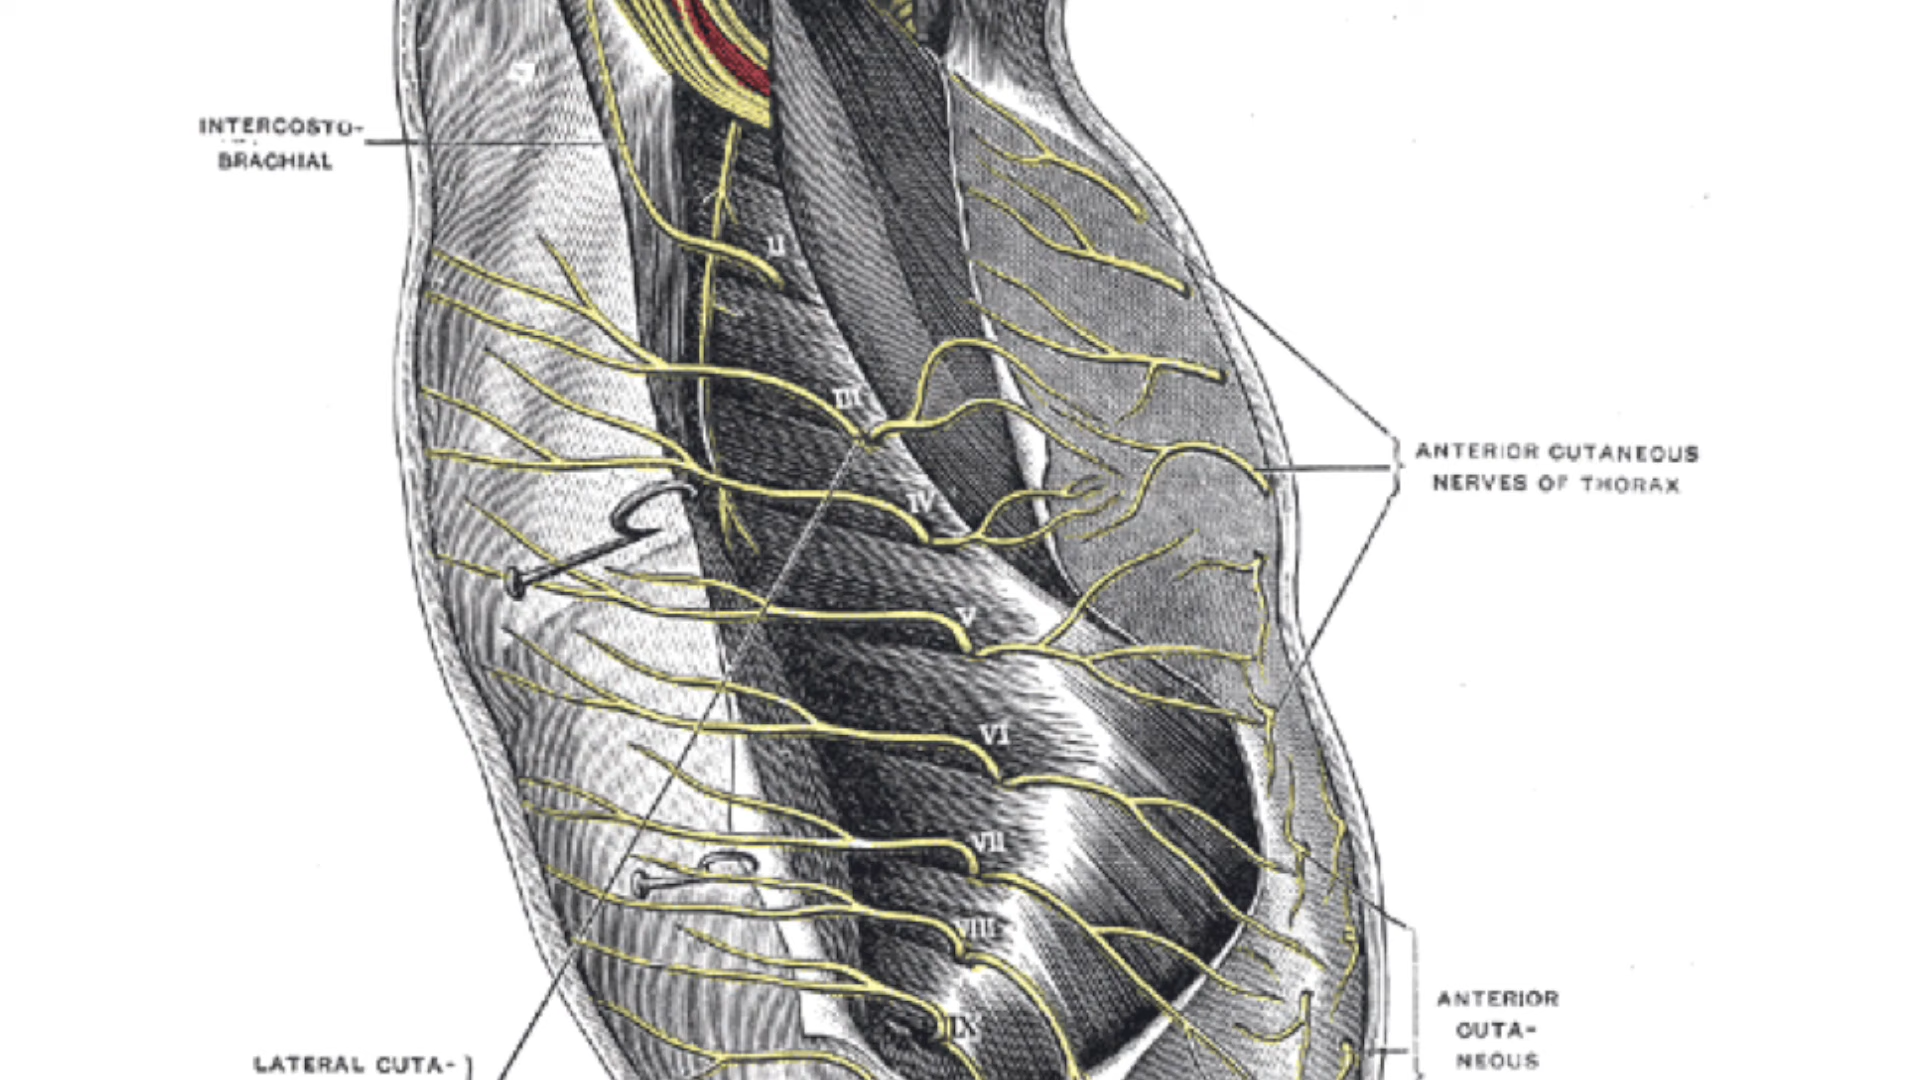 INTERCOSTO-
BRACHIAL
II
III
IV
V
VI
VII
VIII
IX
ANTERIOR CUTANEOUS
NERVES OF THORAX
ANTERIOR
CUTA-
NEOUS
LATERAL CUTA-